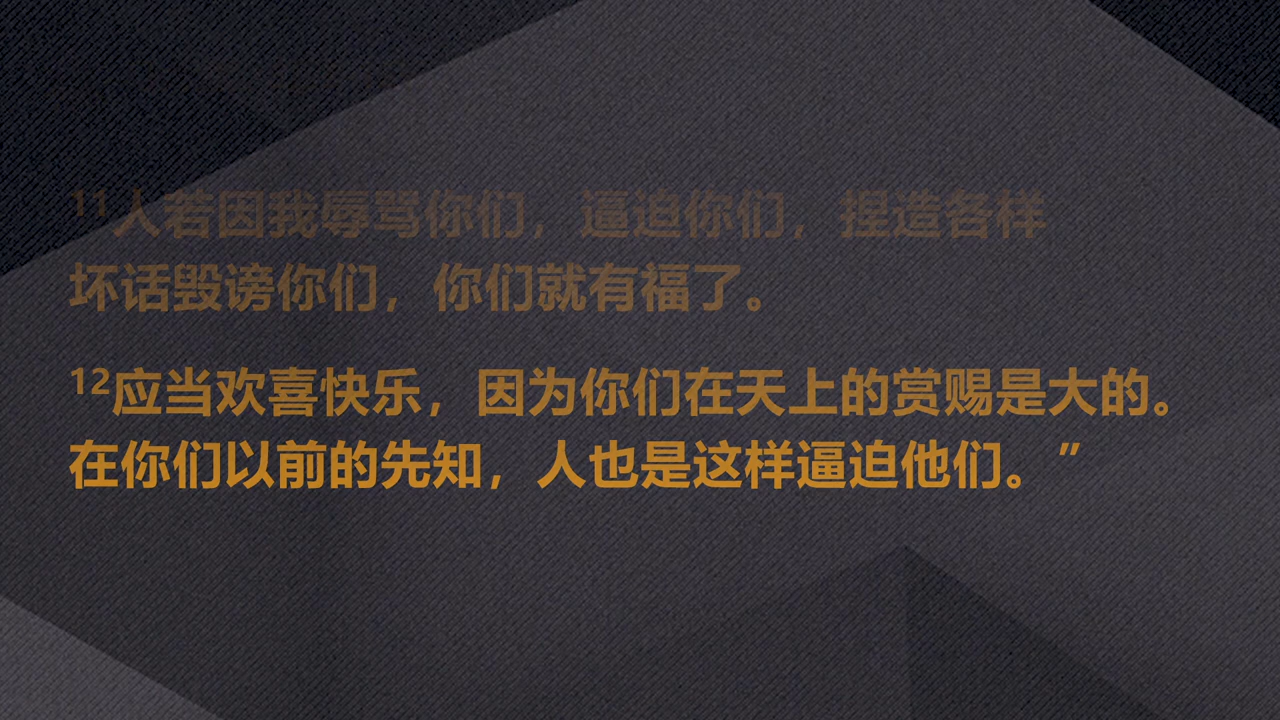 11人若因我辱骂你们，逼迫你们，捏造各样
坏话毁谤你们，你们就有福了。
12应当欢喜快乐，因为你们在天上的赏赐是大的。
在你们以前的先知，人也是这样逼迫他们。”